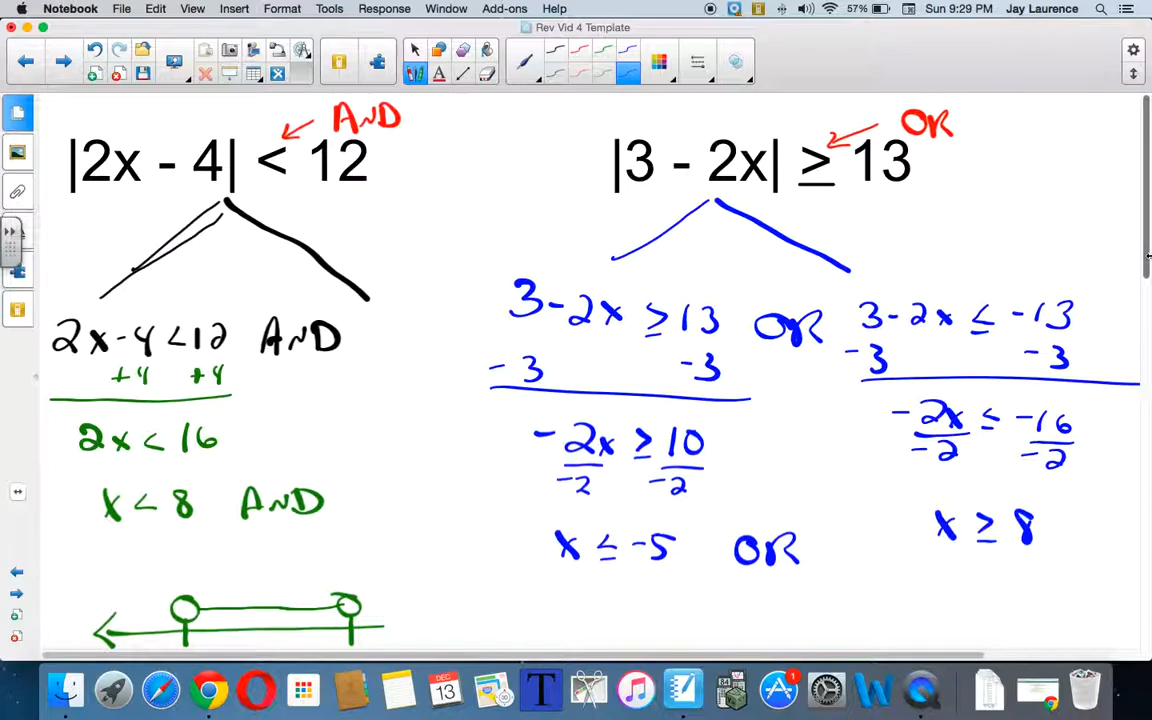 Notebook File Edit View Insert Format Tools Response Window Add-ons Help 57% Sun 9:29 PM Jay Laurence
Rev Vid 4 Template
AND
|2x - 4| < 12
2x-4<12 AND
+4 +4
2x < 16
x < 8 AND
OR
|3 - 2x| ≥ 13
3-2x ≥ 13 OR 3-2x ≤ -13
-3 -3 -3 -3
-2x ≥ 10 -2x ≤ -16
-2 -2 -2 -2
x ≤ -5 OR x ≥ 8
DEC
13
T
84
1
W